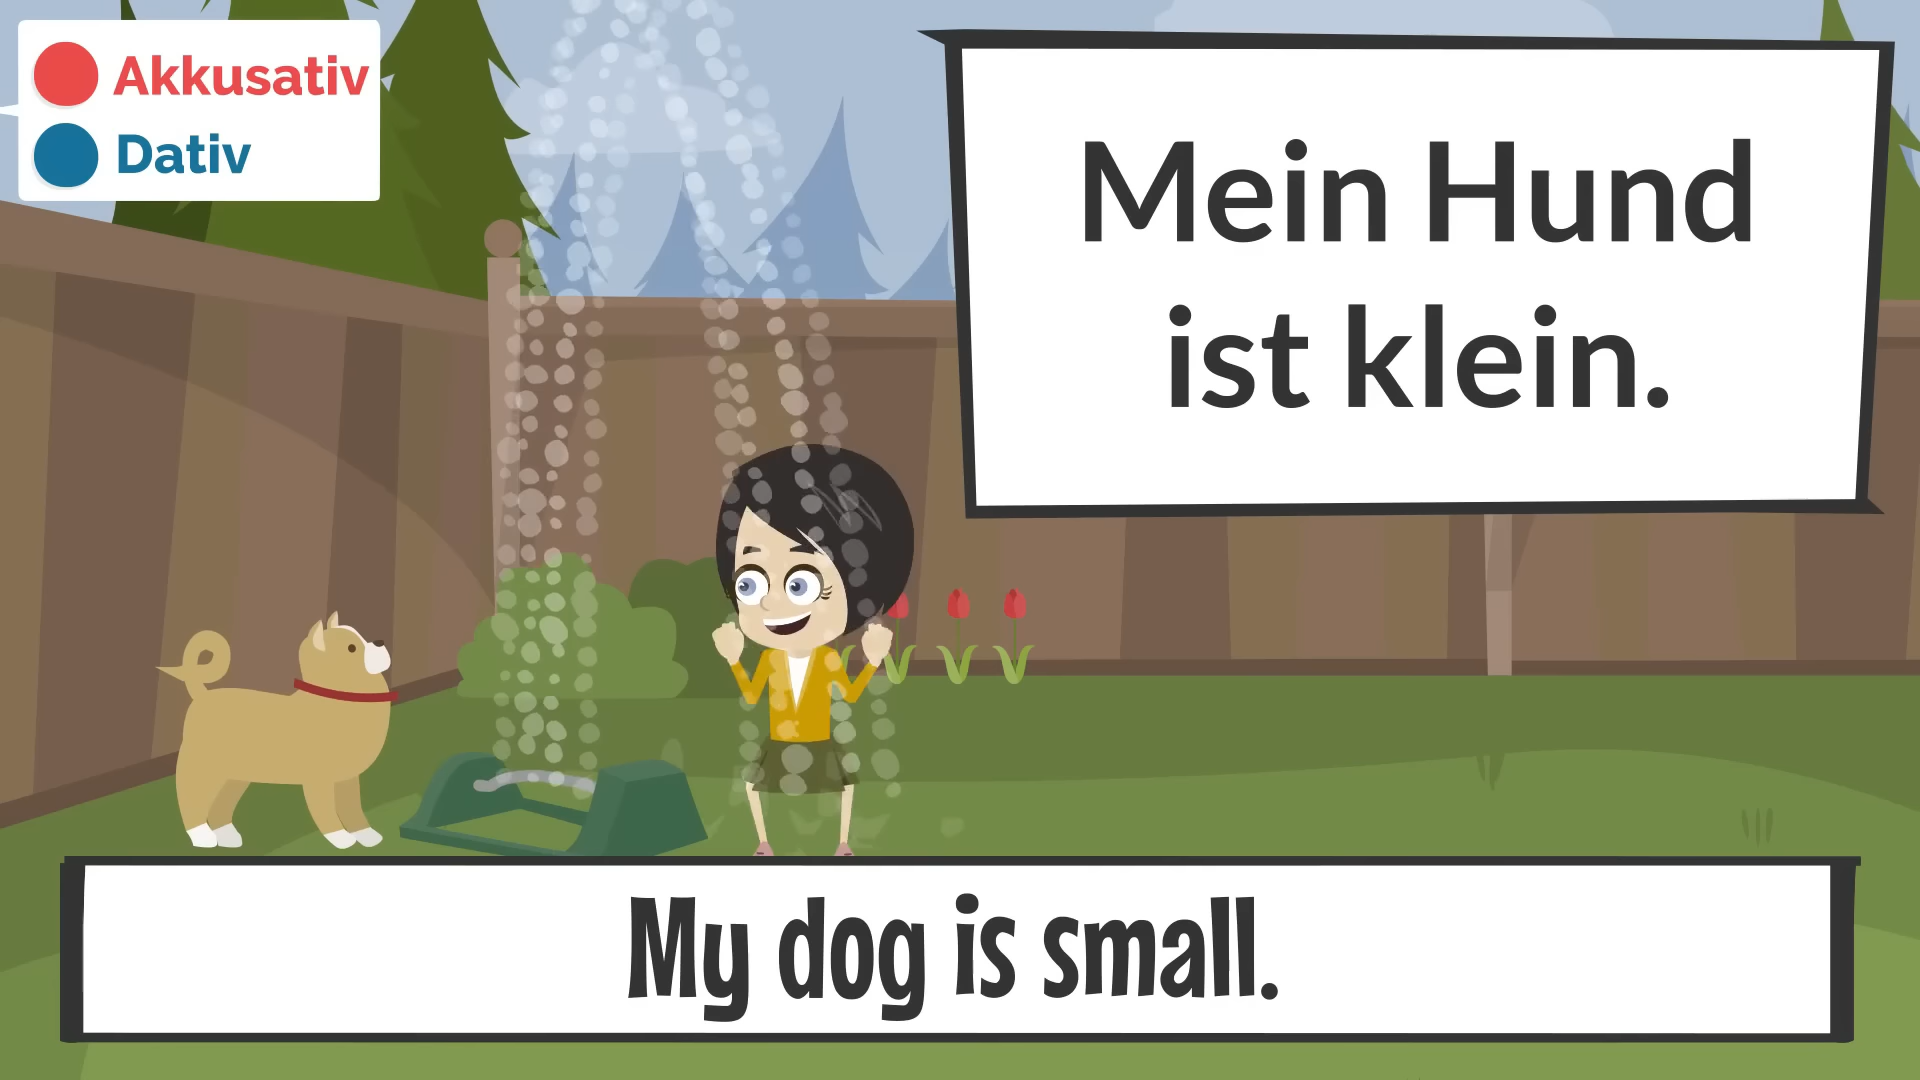 Akkusativ
Dativ
Mein Hund
ist klein.
My dog is small.